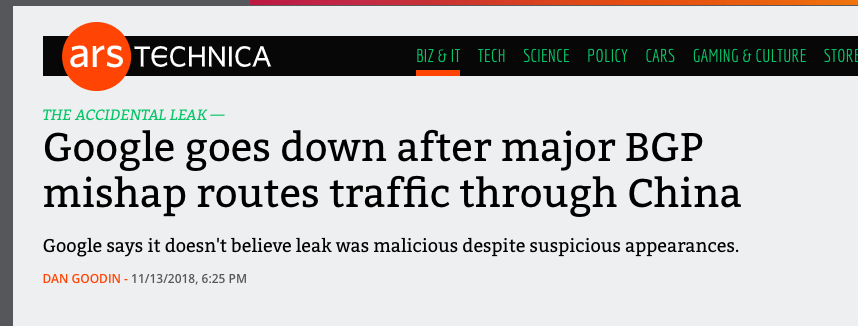 ars TECHNICA
BIZ & IT TECH SCIENCE POLICY CARS GAMING & CULTURE STORE
THE ACCIDENTAL LEAK —
Google goes down after major BGP
mishap routes traffic through China
Google says it doesn't believe leak was malicious despite suspicious appearances.
DAN GOODIN - 11/13/2018, 6:25 PM